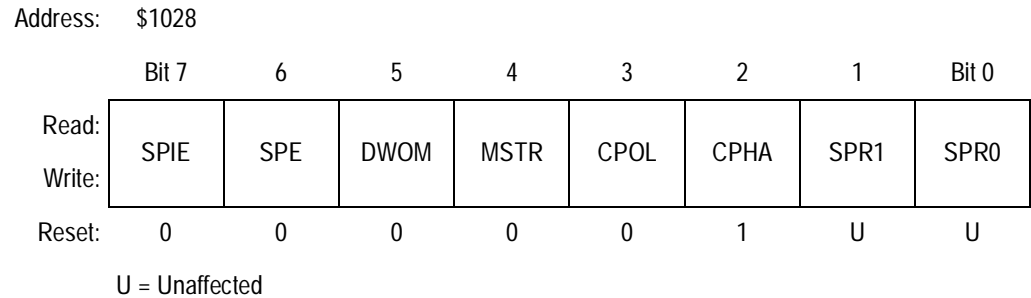 Address: $1028
Bit 7 6 5 4 3 2 1 Bit 0
Read:
SPIE SPE DWOM MSTR CPOL CPHA SPR1 SPR0
Write:
Reset: 0 0 0 0 0 1 U U
U = Unaffected